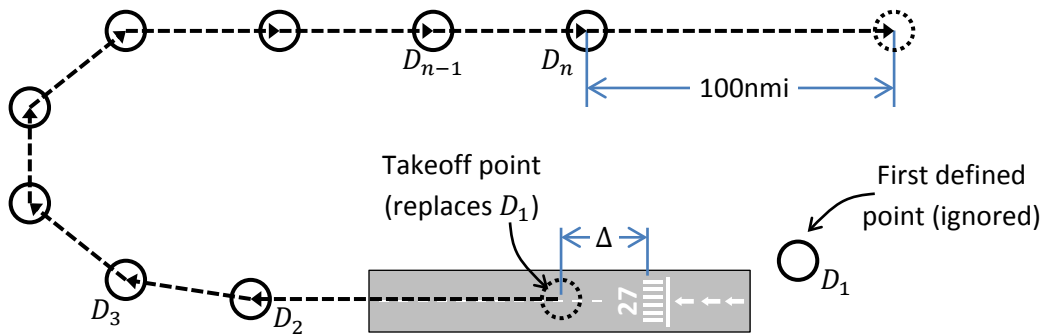 $D_{n-1}$
$D_n$
100nmi
Takeoff point
(replaces $D_1$)
First defined
point (ignored)
Δ
27
$D_1$
$D_3$
$D_2$